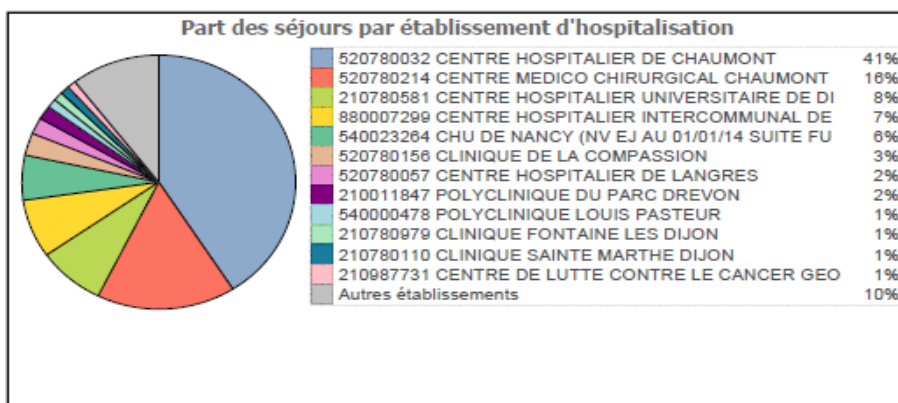 Part des séjours par établissement d'hospitalisation
520780032 CENTRE HOSPITALIER DE CHAUMONT 41%
520780214 CENTRE MEDICO CHIRURGICAL CHAUMONT 16%
210780581 CENTRE HOSPITALIER UNIVERSITAIRE DE DI 8%
880007299 CENTRE HOSPITALIER INTERCOMMUNAL DE 7%
540023264 CHU DE NANCY (NV EJ AU 01/01/14 SUITE FU 6%
520780156 CLINIQUE DE LA COMPASSION 3%
520780057 CENTRE HOSPITALIER DE LANGRES 2%
210011847 POLYCLINIQUE DU PARC DREVON 2%
540000478 POLYCLINIQUE LOUIS PASTEUR 1%
210780979 CLINIQUE FONTAINE LES DIJON 1%
210780110 CLINIQUE SAINTE MARTHE DIJON 1%
210987731 CENTRE DE LUTTE CONTRE LE CANCER GEO 1%
Autres établissements 10%